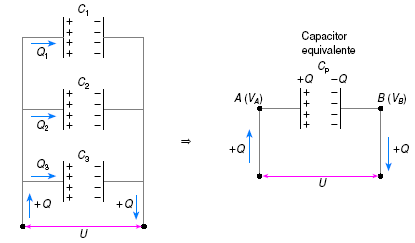 C1
+ −
+ −
+ −
+ −
Q1
C2
+ −
+ −
+ −
+ −
Q2
C3
+ −
+ −
+ −
+ −
Q3
+Q +Q
U
⇒
Capacitor
equivalente
Cp
+Q −Q
+ −
+ −
+ −
+ −
A (VA) B (VB)
+Q +Q
U